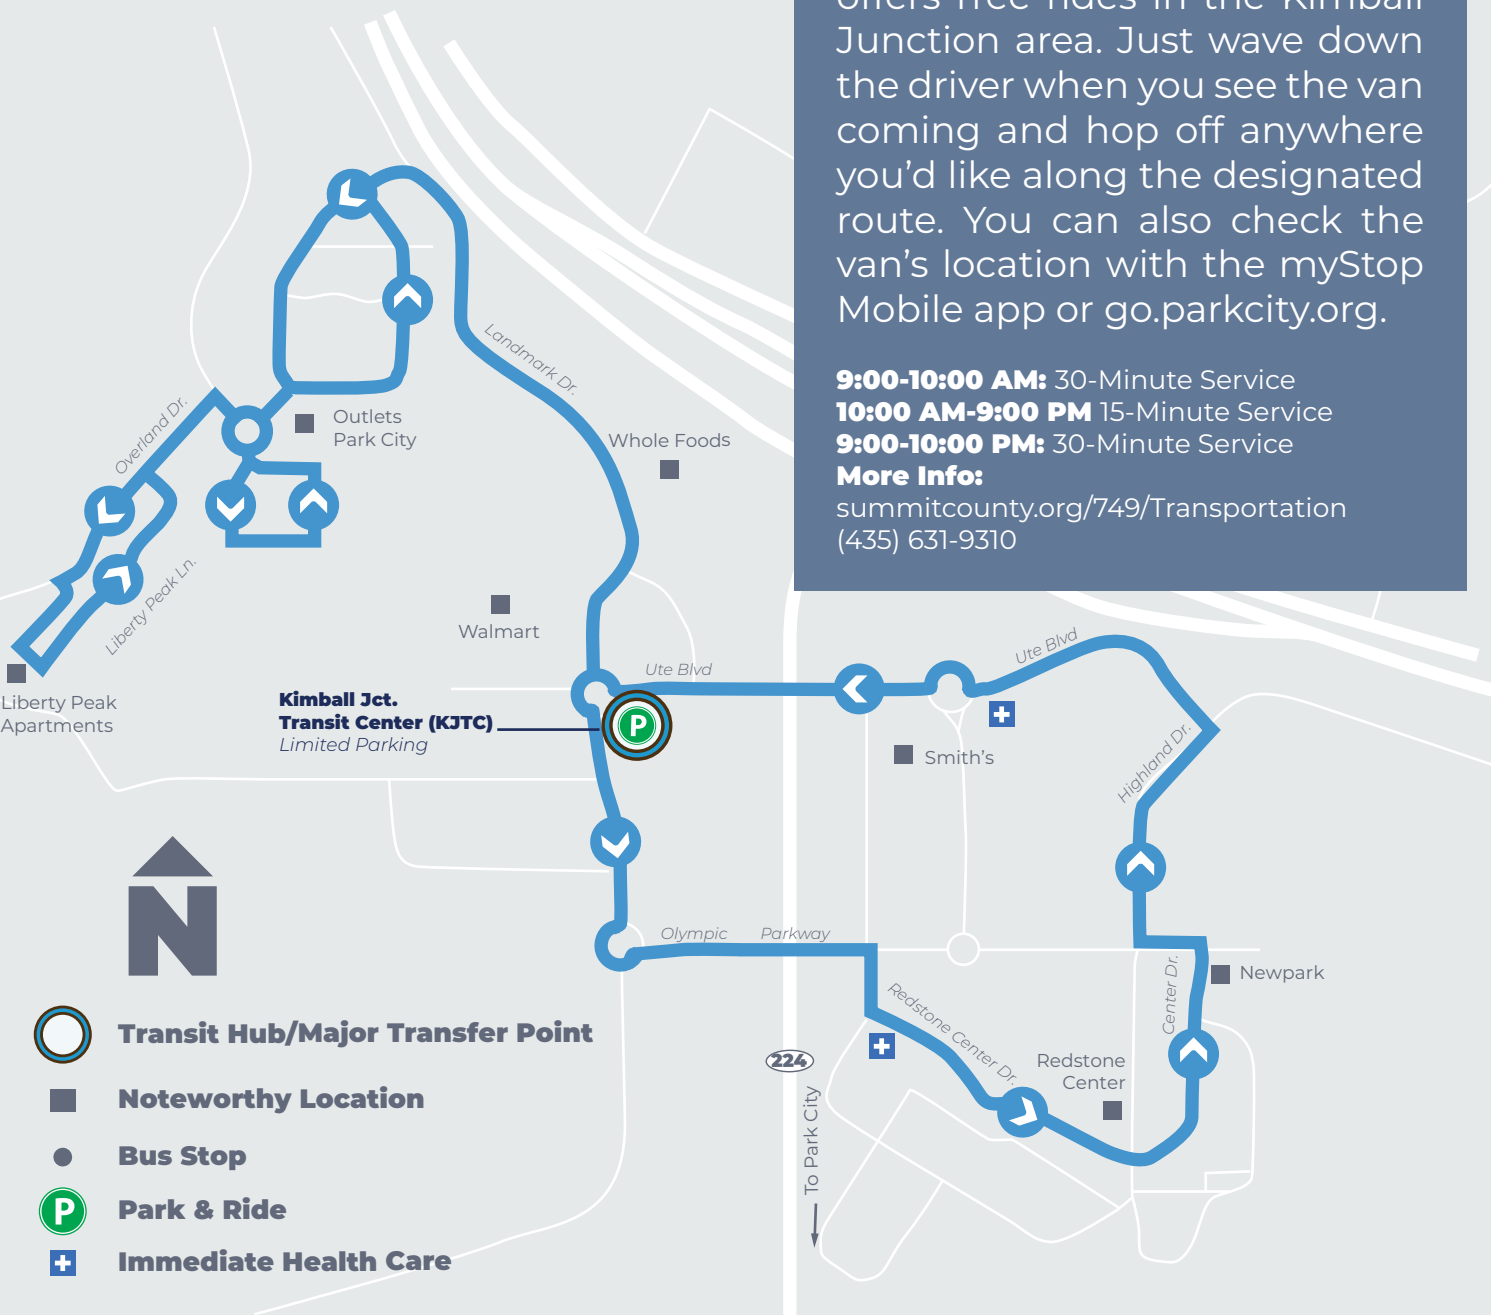 offers free rides in the Kimball
Junction area. Just wave down
the driver when you see the van
coming and hop off anywhere
you’d like along the designated
route. You can also check the
van’s location with the myStop
Mobile app or go.parkcity.org.
9:00-10:00 AM: 30-Minute Service
10:00 AM-9:00 PM 15-Minute Service
9:00-10:00 PM: 30-Minute Service
More Info:
summitcounty.org/749/Transportation
(435) 631-9310
Landmark Dr.
Overland Dr.
Outlets
Park City
Whole Foods
Liberty Peak Ln.
Walmart
Liberty Peak
Apartments
Ute Blvd
Ute Blvd
Kimball Jct.
Transit Center (KJTC)
Limited Parking
P
Smith’s
Highland Dr.
Olympic Parkway
Redstone Center Dr.
Center Dr.
Newpark
Redstone
Center
224
To Park City
N
Transit Hub/Major Transfer Point
Noteworthy Location
Bus Stop
P Park & Ride
Immediate Health Care